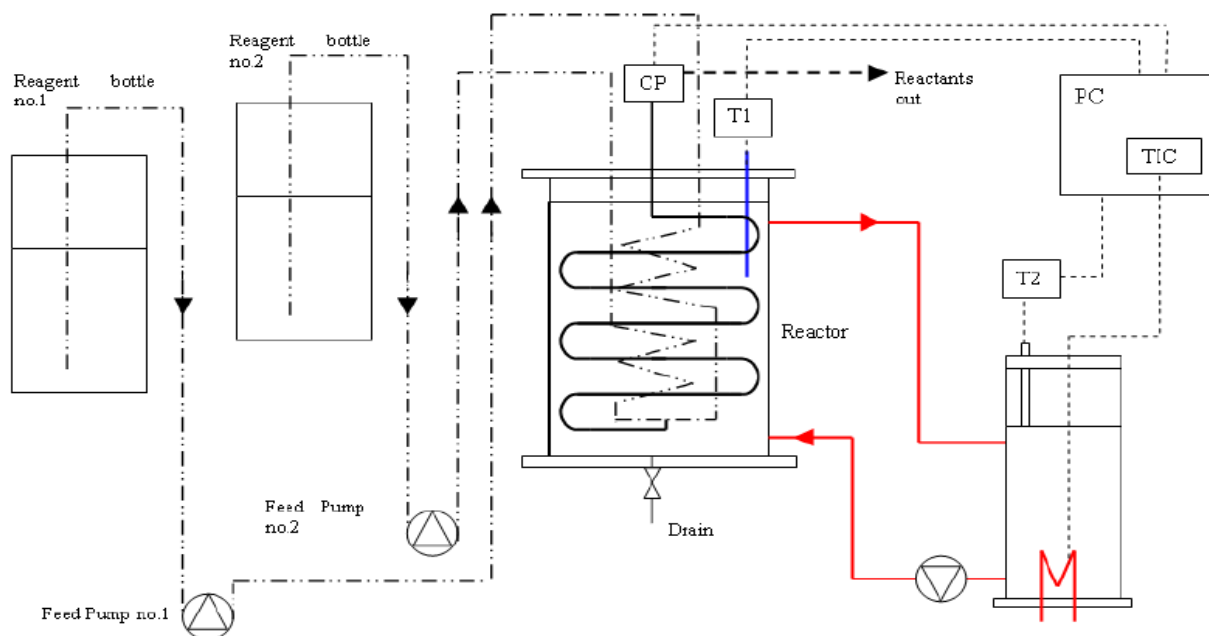 Reagent bottle
no.1
Reagent bottle
no.2
CP
Reactants
out
T1
PC
TIC
T2
Reactor
Feed Pump
no.2
Drain
Feed Pump no.1